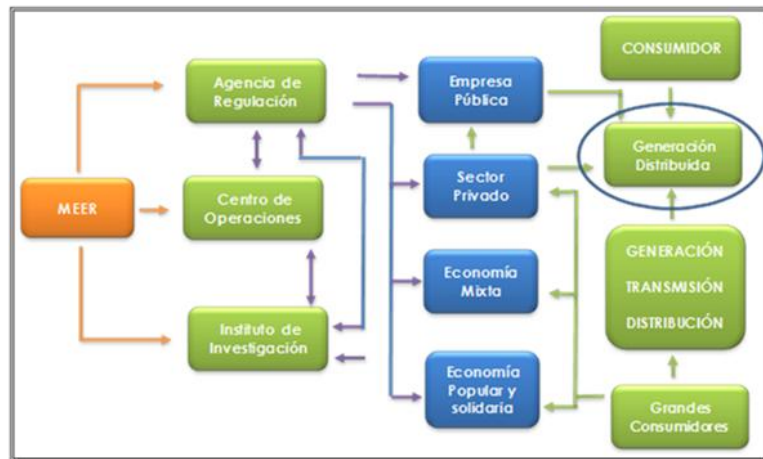 MEER
Agencia de
Regulación
Centro de
Operaciones
Instituto de
Investigación
Empresa
Pública
Sector
Privado
Economía
Mixta
Economía
Popular y
solidaria
CONSUMIDOR
Generación
Distribuida
GENERACIÓN
TRANSMISIÓN
DISTRIBUCIÓN
Grandes
Consumidores